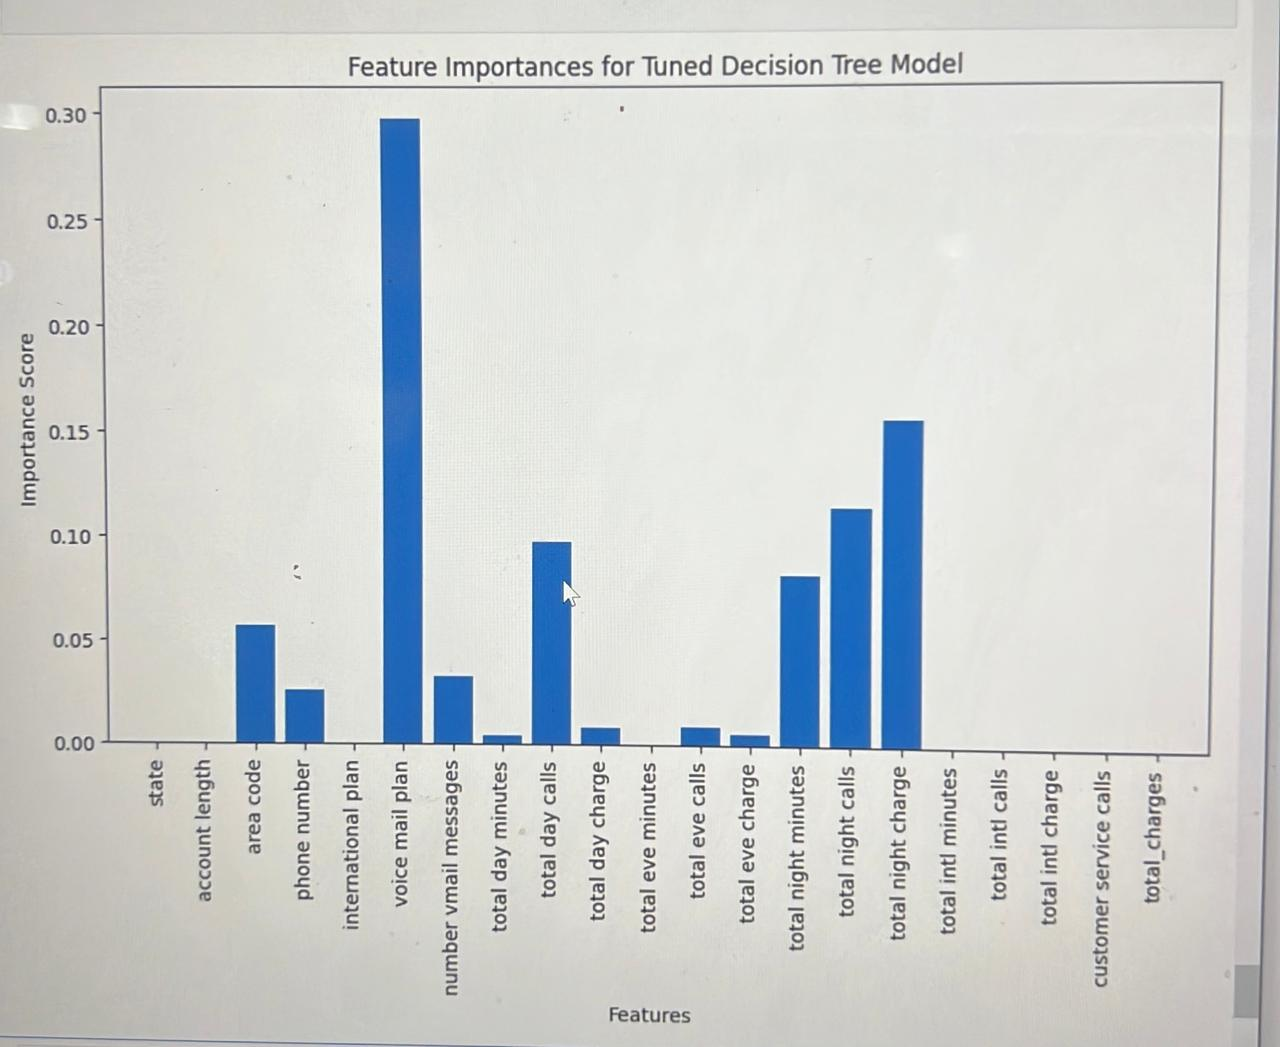 Feature Importances for Tuned Decision Tree Model
Importance Score
0.30
0.25
0.20
0.15
0.10
0.05
0.00
state
account length
area code
phone number
international plan
voice mail plan
number vmail messages
total day minutes
total day calls
total day charge
total eve minutes
total eve calls
total eve charge
total night minutes
total night calls
total night charge
total intl minutes
total intl calls
total intl charge
customer service calls
total_charges
Features